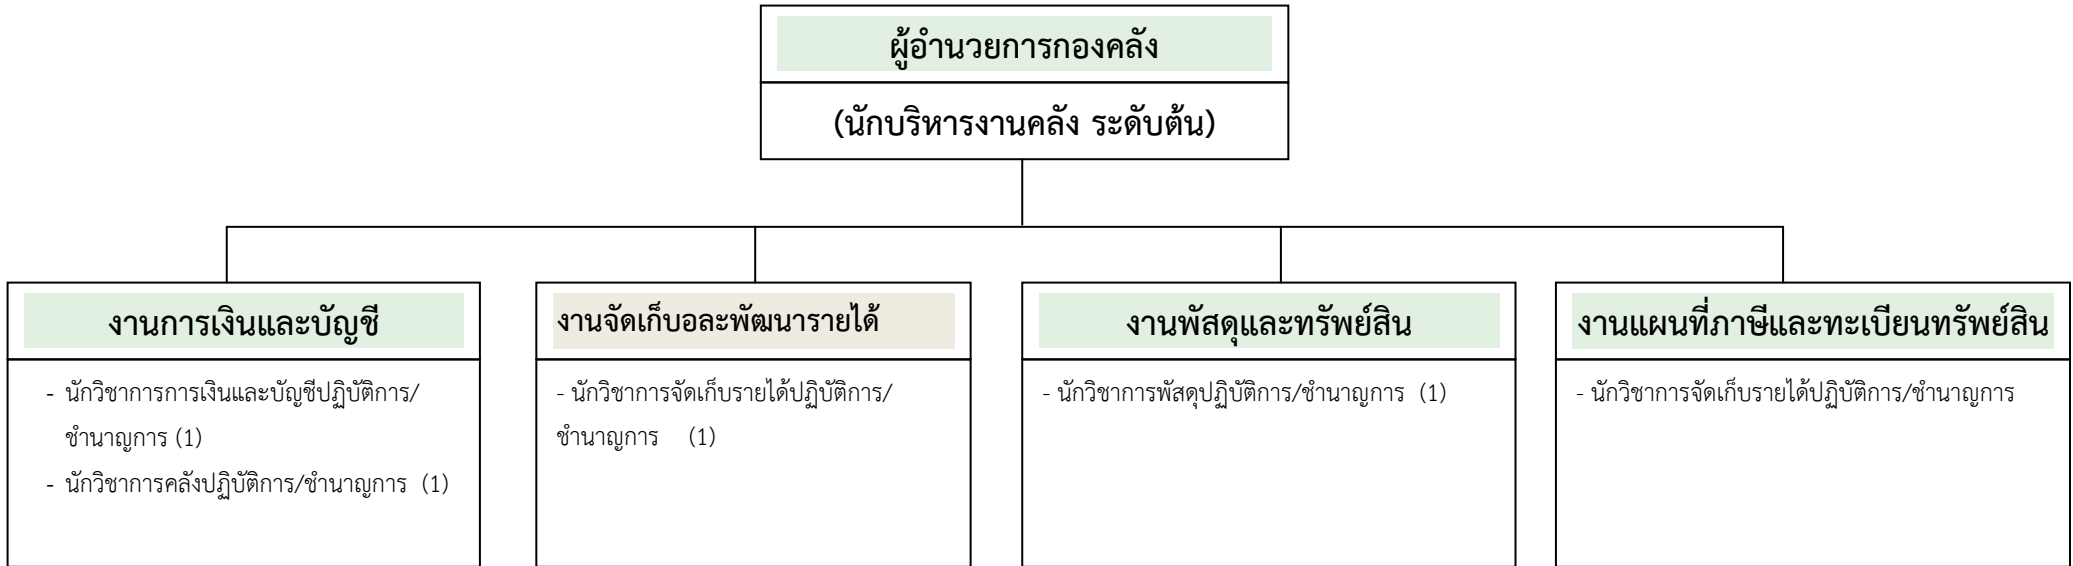 ผู้อำนวยการกองคลัง
(นักบริหารงานคลัง ระดับต้น)
งานการเงินและบัญชี
- นักวิชาการการเงินและบัญชีปฏิบัติการ/
ชำนาญการ (1)
- นักวิชาการคลังปฏิบัติการ/ชำนาญการ (1)
งานจัดเก็บอละพัฒนารายได้
- นักวิชาการจัดเก็บรายได้ปฏิบัติการ/
ชำนาญการ (1)
งานพัสดุและทรัพย์สิน
- นักวิชาการพัสดุปฏิบัติการ/ชำนาญการ (1)
งานแผนที่ภาษีและทะเบียนทรัพย์สิน
- นักวิชาการจัดเก็บรายได้ปฏิบัติการ/ชำนาญการ